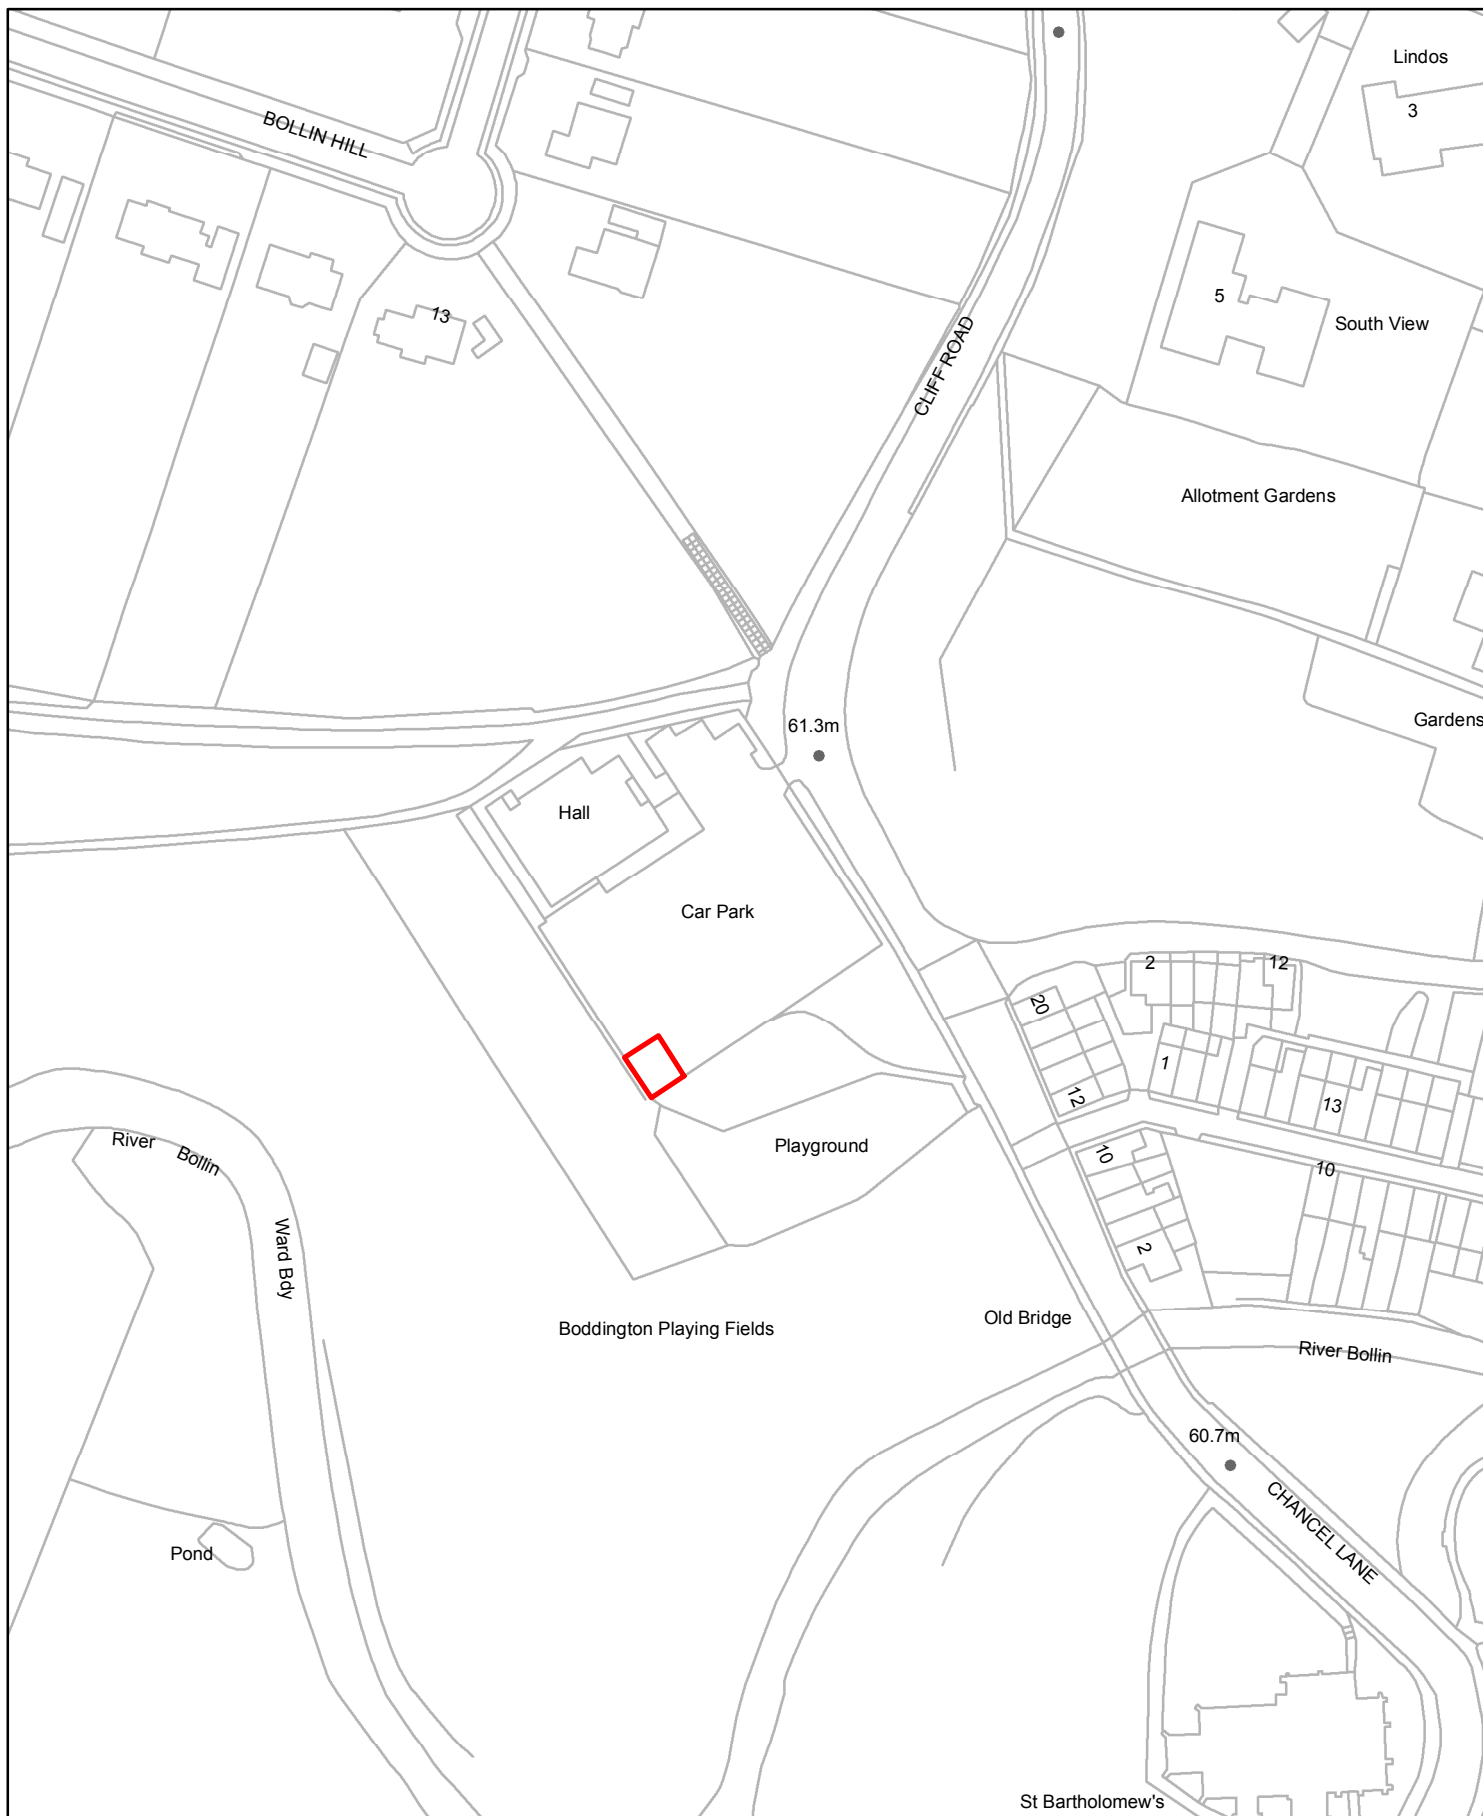 Lindos
3
BOLLIN HILL
5
13
South View
CLIFF ROAD
Allotment Gardens
Gardens
61.3m
Hall
Car Park
2
12
20
1
12
13
River Bollin
Playground
10
10
Ward Bdy
2
Old Bridge
Boddington Playing Fields
River Bollin
60.7m
CHANCEL LANE
Pond
St Bartholomew's